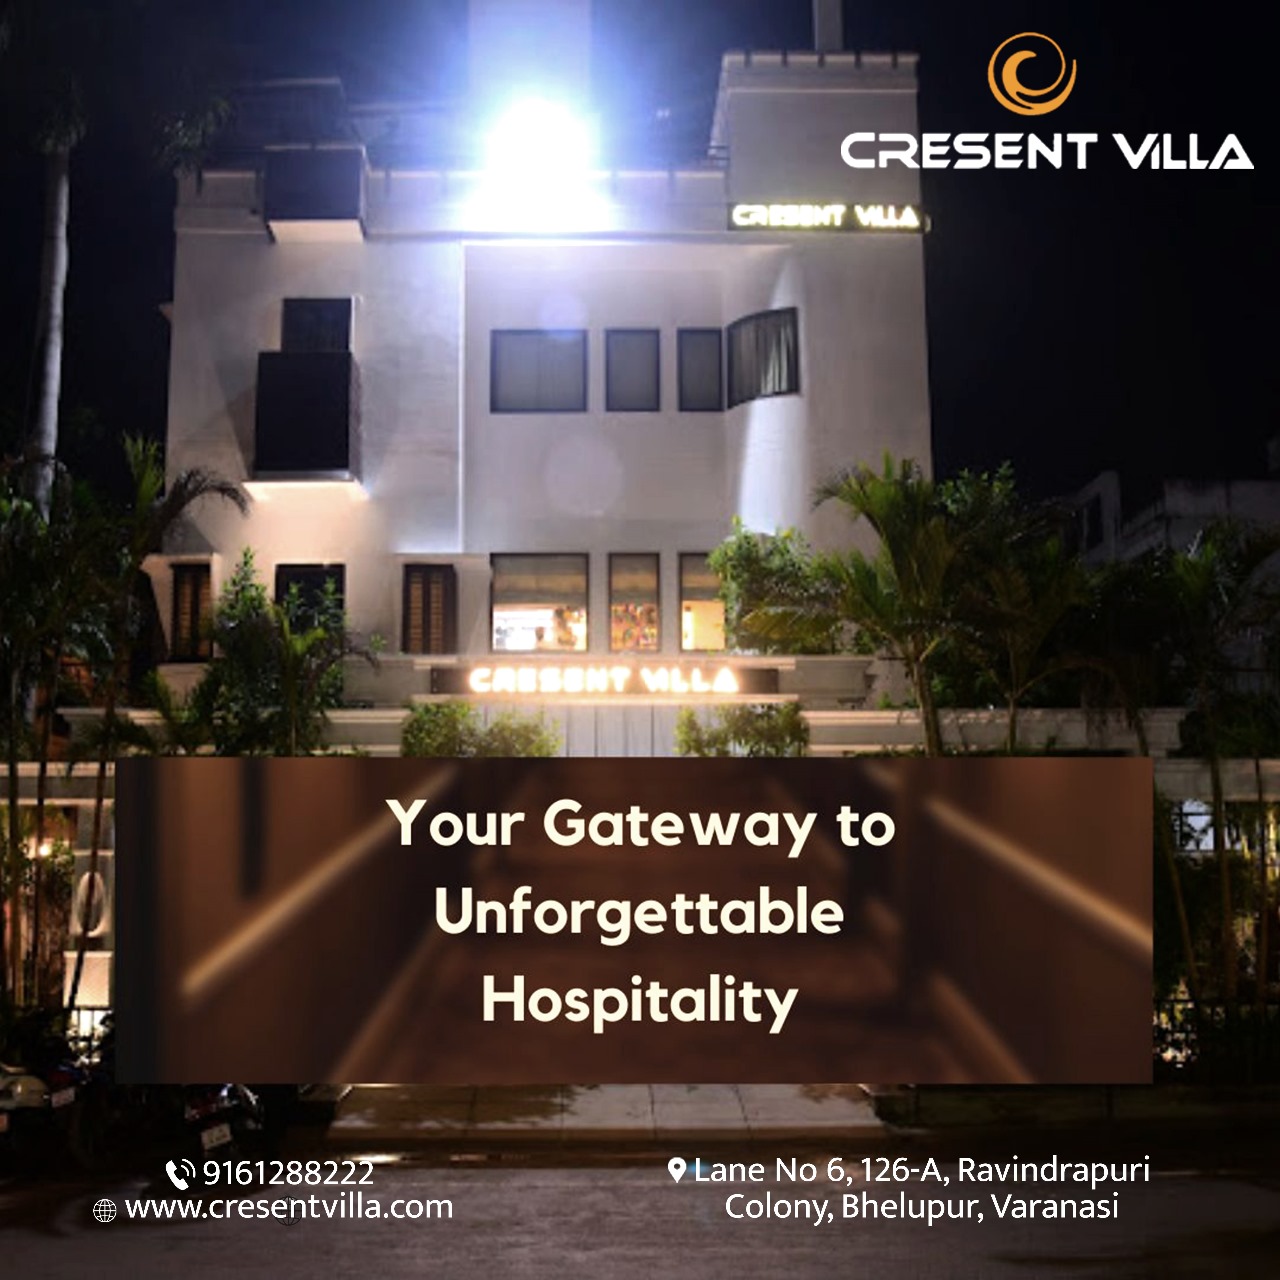 CRESENT VILLA
CRESENT VILLA
CRESENT VILLA
Your Gateway to
Unforgettable
Hospitality
9161288222
www.cresentvilla.com
Lane No 6, 126-A, Ravindrapuri
Colony, Bhelupur, Varanasi